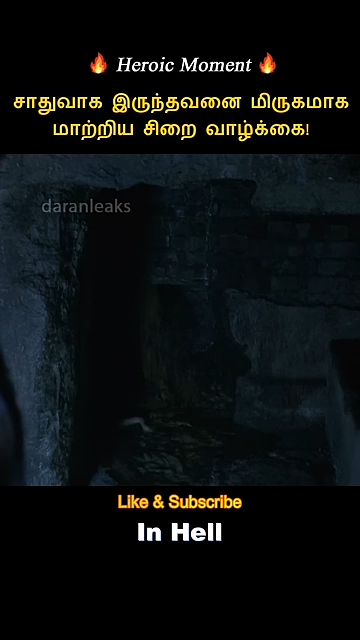 🔥 Heroic Moment 🔥
சாதுவாக இருந்தவனை மிருகமாக
மாற்றிய சிறை வாழ்க்கை!
daranleaks
Like & Subscribe
In Hell